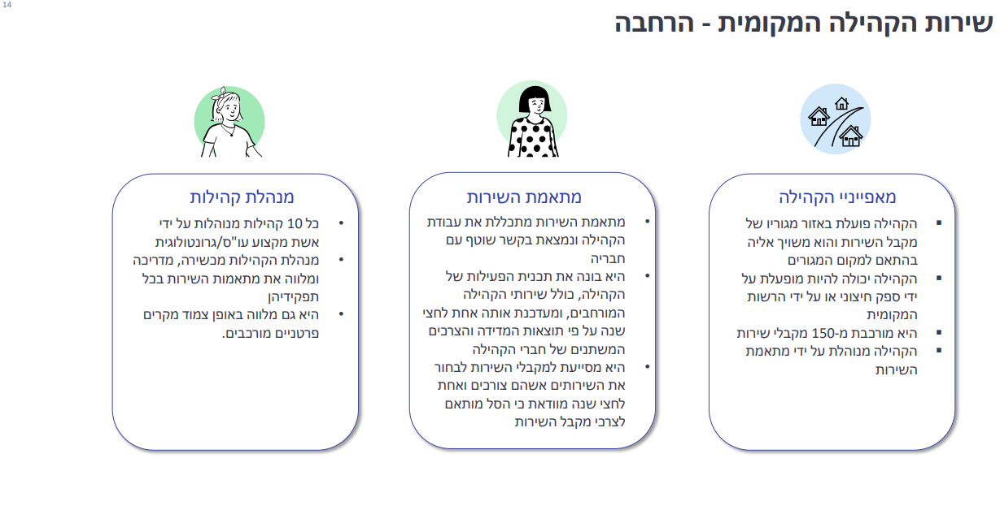 14
שירות הקהילה המקומית - הרחבה
מאפייניי הקהילה
▪ הקהילה פועלת באזור מגוריו של
מקבל השירות והוא משויך אליה
בהתאם למקום המגורים
▪ הקהילה יכולה להיות מופעלת על
ידי ספק חיצוני או על ידי הרשות
המקומית
▪ היא מורכבת מ-150 מקבלי שירות
▪ הקהילה מנוהלת על ידי מתאמת
השירות
מתאמת השירות
• מתאמת השירות מתכללת את עבודת
הקהילה ונמצאת בקשר שוטף עם
חבריה
• היא בונה את תכנית הפעילות של
הקהילה, כולל שירותי הקהילה
המורחבים, ומעדכנת אותה אחת לחצי
שנה על פי תוצאות המדידה והצרכים
המשתנים של חברי הקהילה
• היא מסייעת למקבלי השירות לבחור
את השירותים אשהם צורכים ואחת
לחצי שנה מוודאת כי הסל מותאם
לצרכי מקבל השירות
מנהלת קהילות
• כל 10 קהילות מנוהלות על ידי
אשת מקצוע עו"ס/גרונטולוגית
• מנהלת הקהילות מכשירה, מדריכה
ומלווה את מתאמות השירות בכל
תפקידיהן
• היא גם מלווה באופן צמוד מקרים
פרטניים מורכבים.